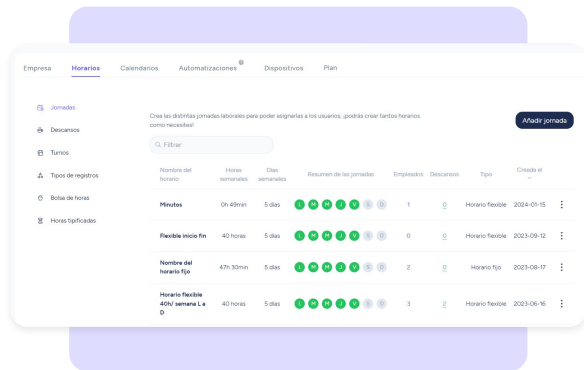 Empresa Horarios Calendarios Automatizaciones Dispositivos Plan
Jornadas
Descansos
Turnos
Tipos de registros
Bolsa de horas
Horas tipificadas
Crea las distintas jornadas laborales para poder asignarlas a los usuarios. ¡podrás crear tantos horarios
como necesitas!
Añadir jornada
Filtrar
Nombre del
horario
Horas
semanales
Días
semanales
Resumen de las jornadas
Empleados
Descansos
Tipo
Creada el
Minutos 0h 49min 5 días L M M J V S D 1 0 Horario flexible 2024-01-15
Flexible inicio fin 40 horas 5 días L M M J V S D 0 0 Horario flexible 2023-09-12
Nombre del
horario fijo
47h 30min 5 días L M M J V S D 2 0 Horario fijo 2023-08-17
Horario flexible
40h/ semana L a
D
40 horas 5 días L M M J V S D 3 2 Horario flexible 2023-06-16